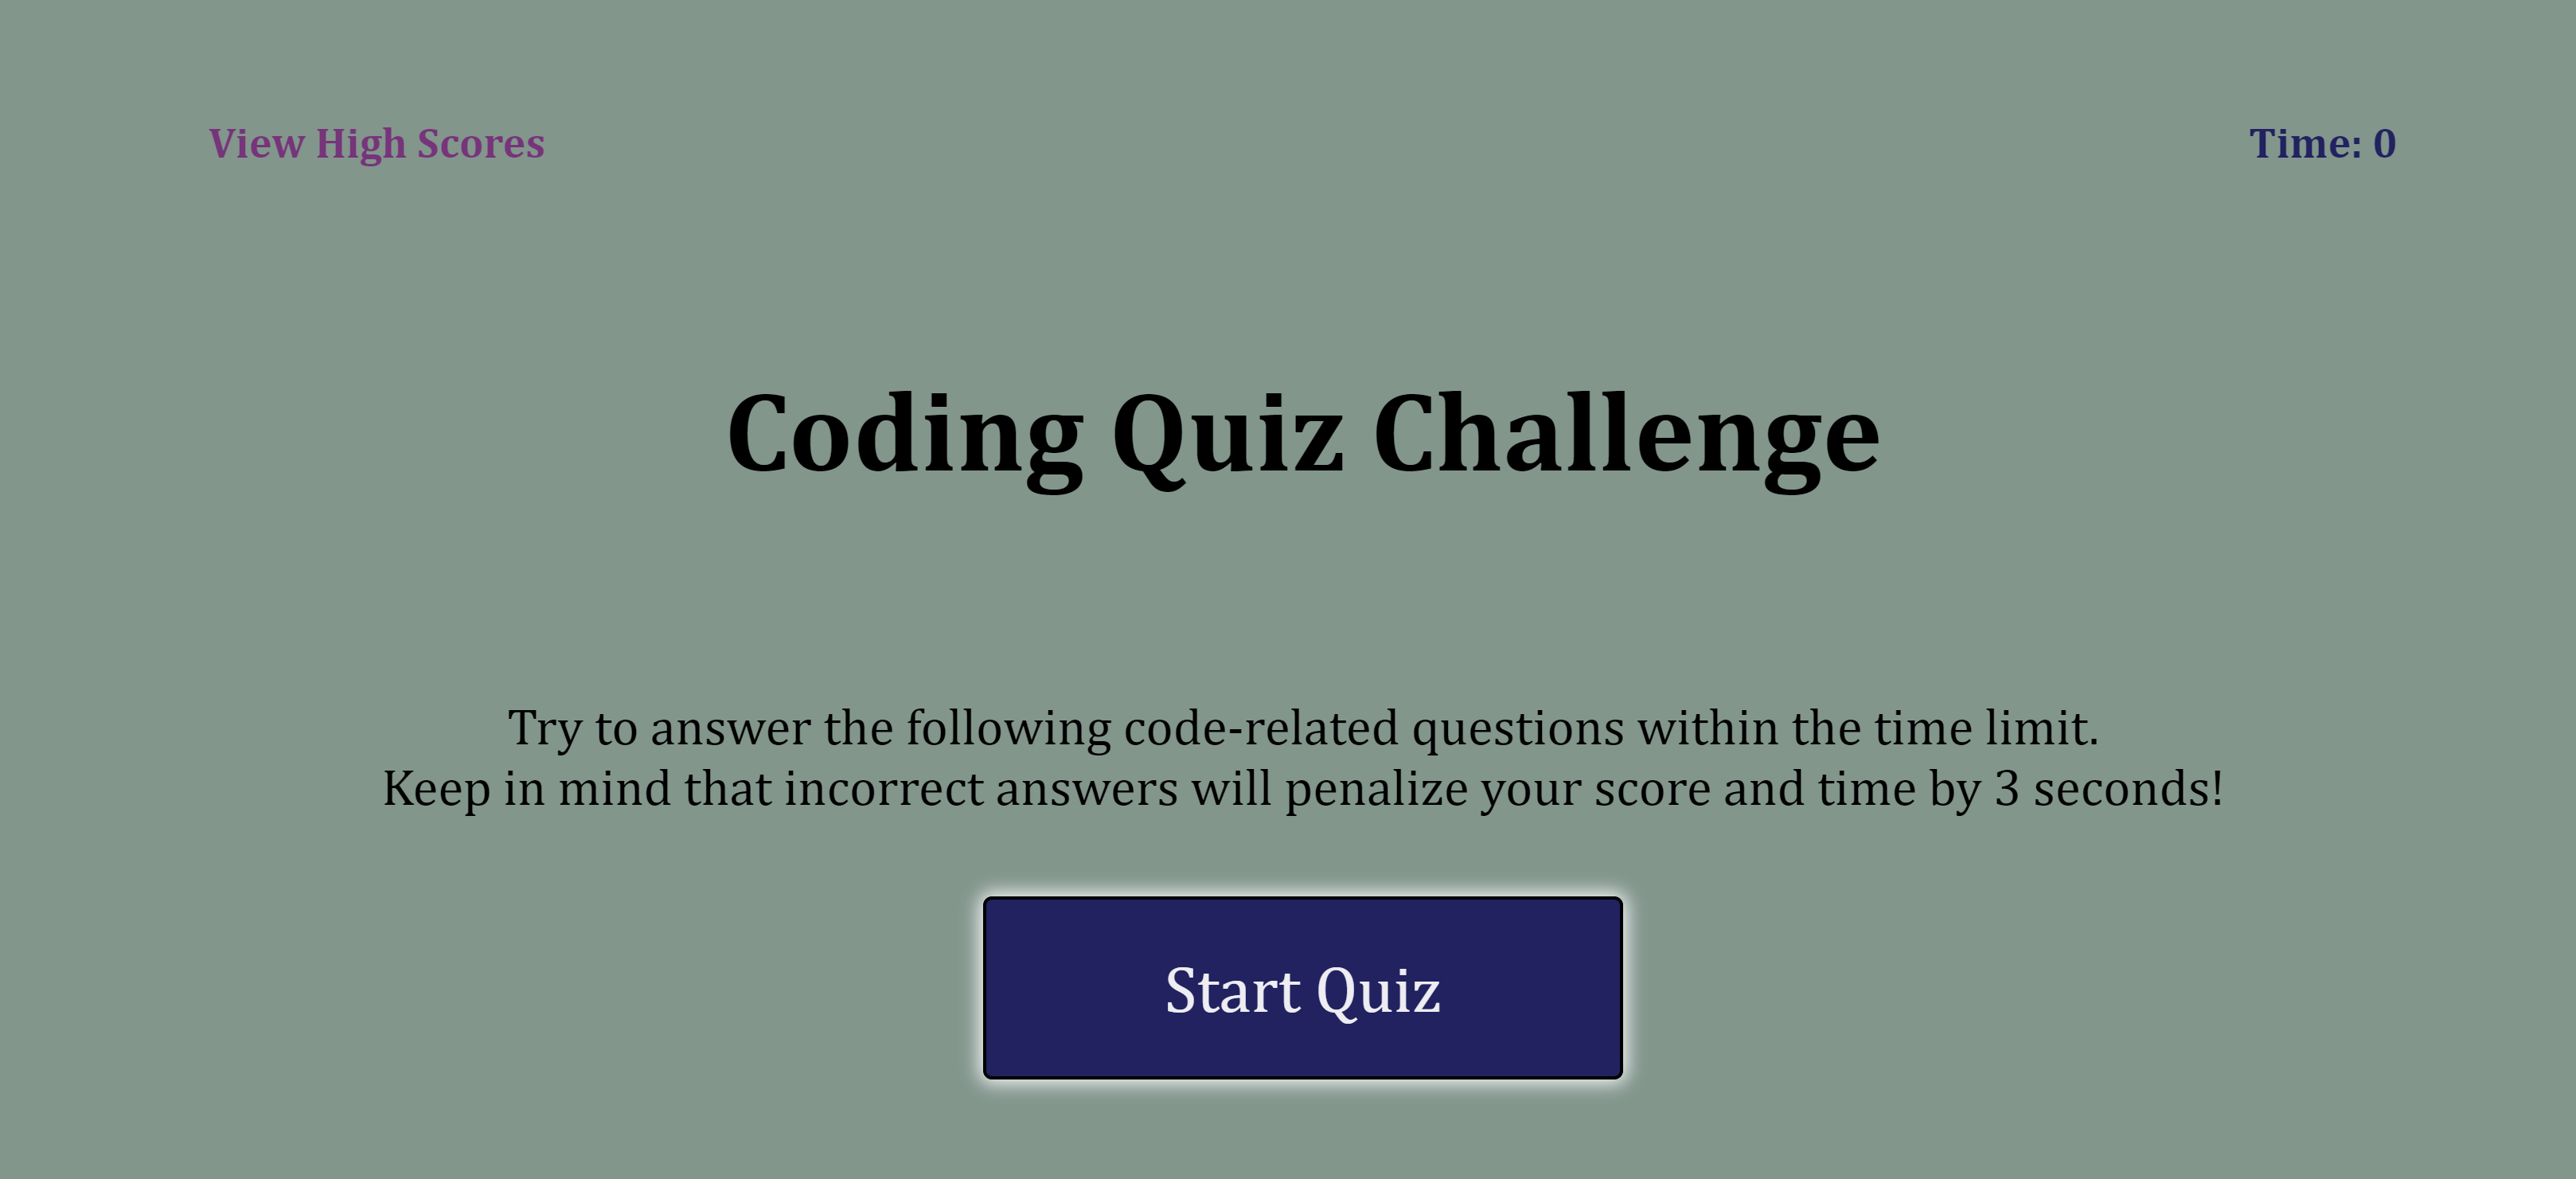 View High Scores
Time: 0
Coding Quiz Challenge
Try to answer the following code-related questions within the time limit.
Keep in mind that incorrect answers will penalize your score and time by 3 seconds!
Start Quiz